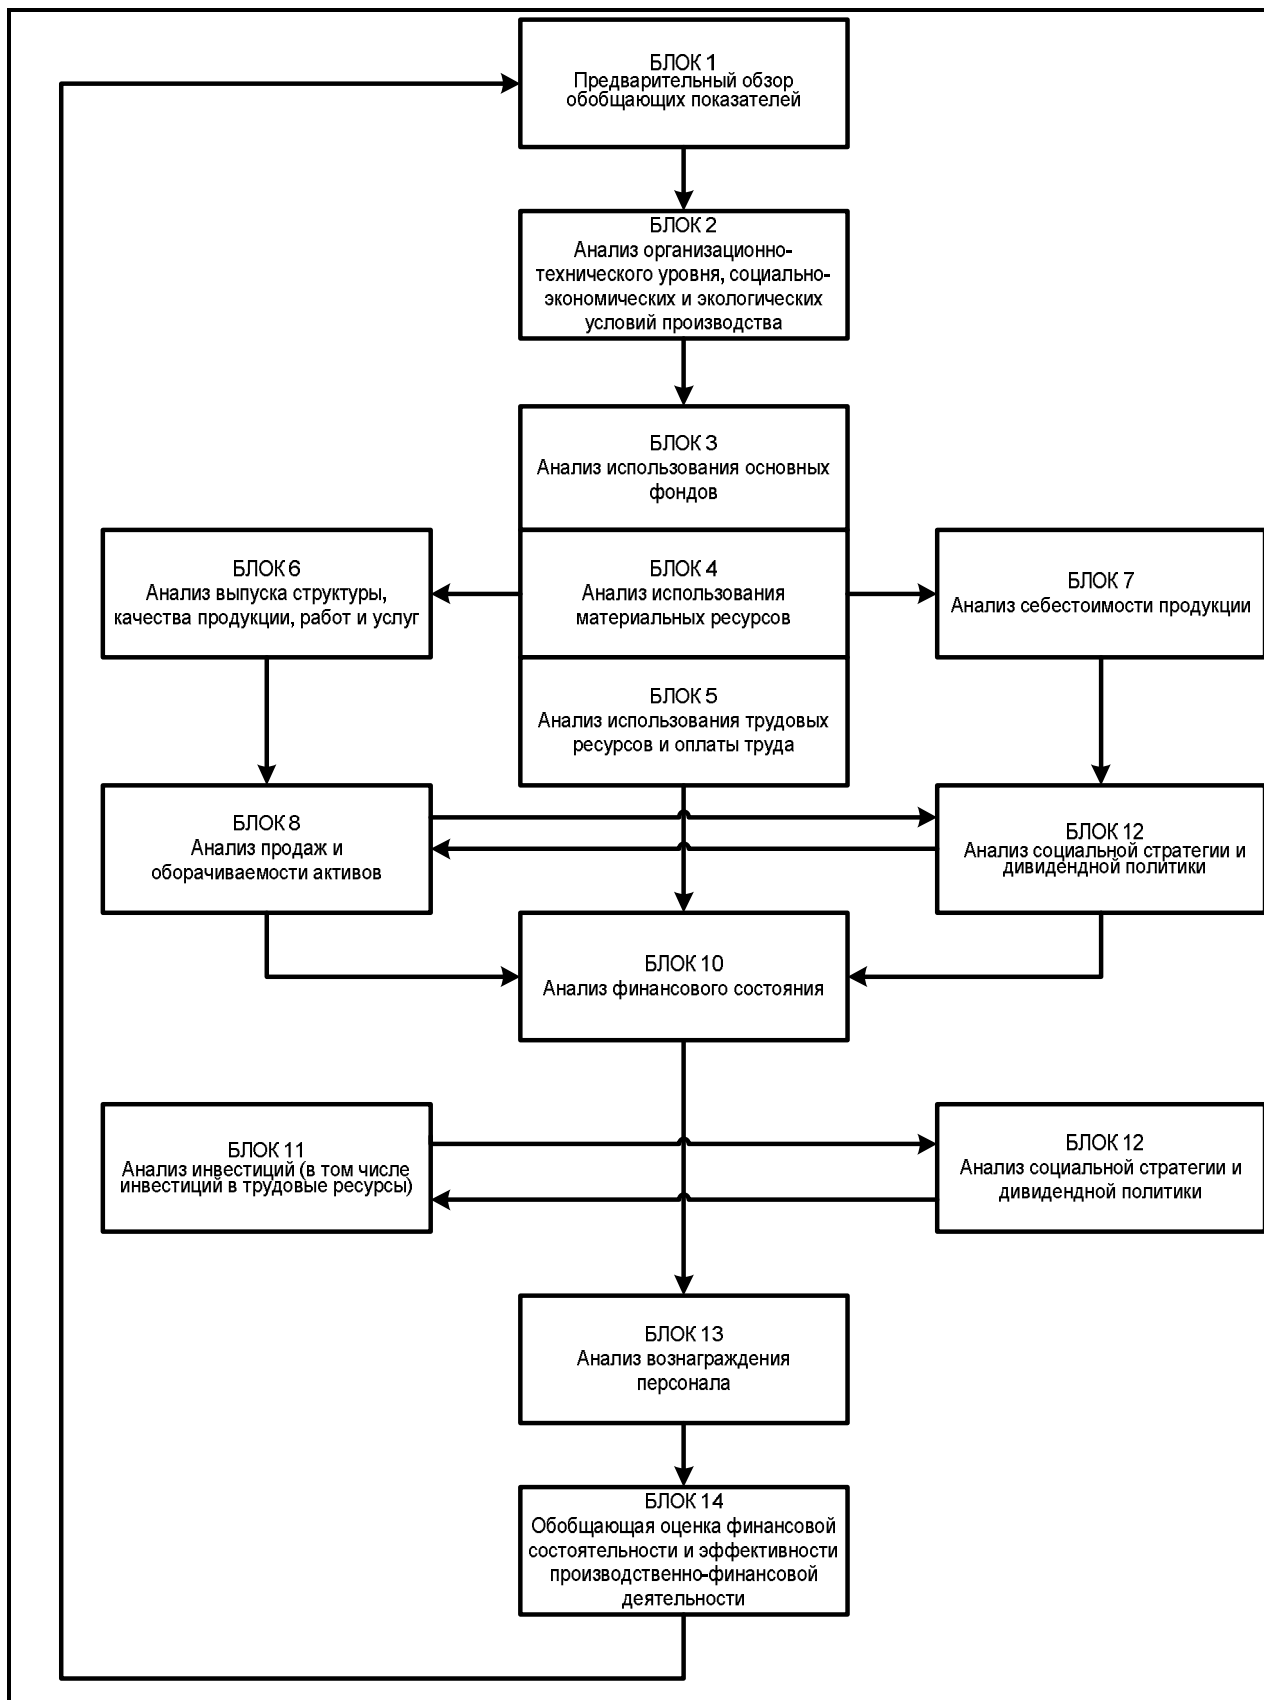 БЛОК 1
Предварительный обзор
обобщающих показателей
БЛОК 2
Анализ организационно-
технического уровня, социально-
экономических и экологических
условий производства
БЛОК 3
Анализ использования основных
фондов
БЛОК 6
Анализ выпуска структуры,
качества продукции, работ и услуг
БЛОК 4
Анализ использования
материальных ресурсов
БЛОК 7
Анализ себестоимости продукции
БЛОК 5
Анализ использования трудовых
ресурсов и оплаты труда
БЛОК 8
Анализ продаж и
оборачиваемости активов
БЛОК 12
Анализ социальной стратегии и
дивидендной политики
БЛОК 10
Анализ финансового состояния
БЛОК 11
Анализ инвестиций (в том числе
инвестиций в трудовые ресурсы)
БЛОК 12
Анализ социальной стратегии и
дивидендной политики
БЛОК 13
Анализ вознаграждения
персонала
БЛОК 14
Обобщающая оценка финансовой
состоятельности и эффективности
производственно-финансовой
деятельности